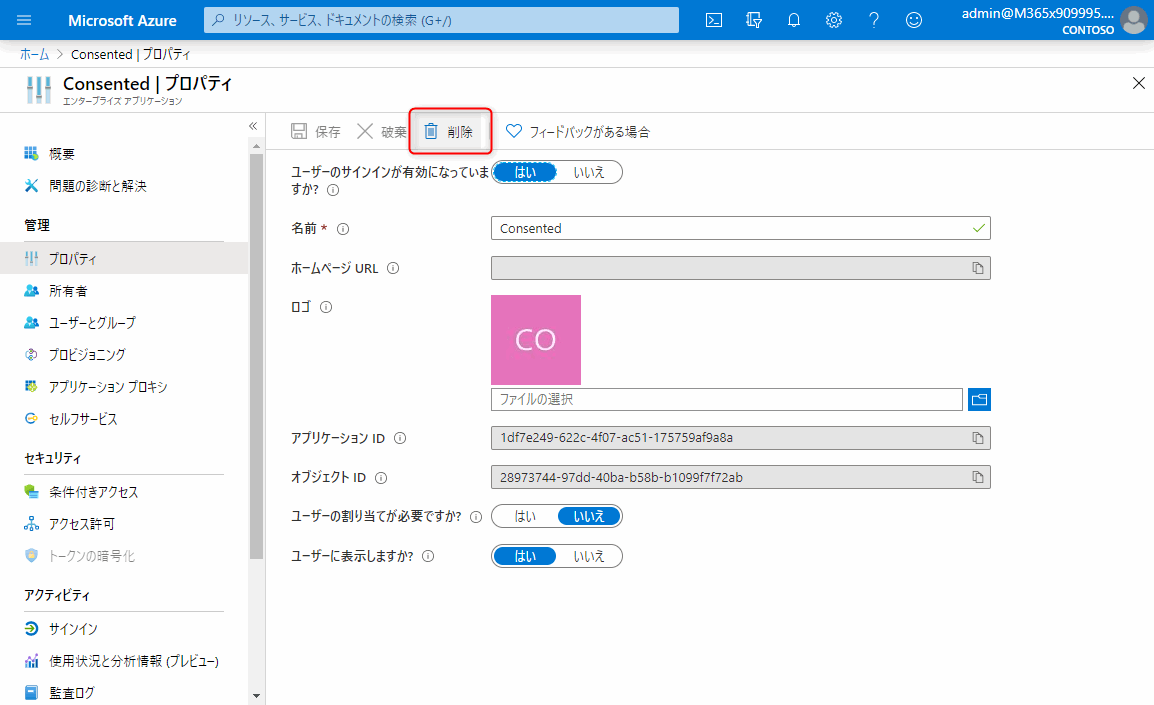 Microsoft Azure
リソース、サービス、ドキュメントの検索 (G+/)
admin@M365x909995....
CONTOSO
ホーム > Consented | プロパティ
Consented | プロパティ
エンタープライズ アプリケーション
保存 破棄 削除 フィードバックがある場合
概要
問題の診断と解決
管理
プロパティ
所有者
ユーザーとグループ
プロビジョニング
アプリケーション プロキシ
セルフサービス
セキュリティ
条件付きアクセス
アクセス許可
トークンの暗号化
アクティビティ
サインイン
使用状況と分析情報 (プレビュー)
監査ログ
ユーザーのサインインが有効になっていま
すか? はい いいえ
名前 * Consented
ホームページ URL
ロゴ
CO
ファイルの選択
アプリケーション ID 1df7e249-622c-4f07-ac51-175759af9a8a
オブジェクト ID 28973744-97dd-40ba-b58b-b1099f7f72ab
ユーザーの割り当てが必要ですか? はい いいえ
ユーザーに表示しますか? はい いいえ